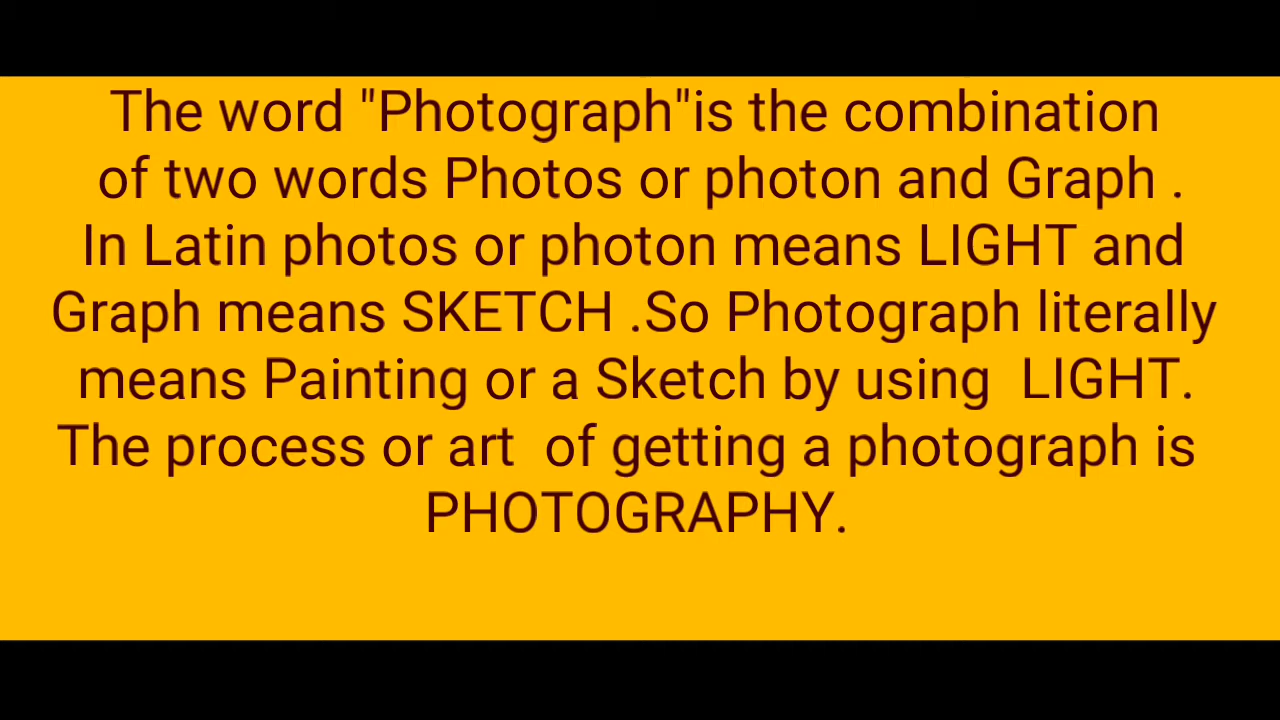 The word "Photograph"is the combination
of two words Photos or photon and Graph .
In Latin photos or photon means LIGHT and
Graph means SKETCH .So Photograph literally
means Painting or a Sketch by using  LIGHT.
The process or art  of getting a photograph is
PHOTOGRAPHY.